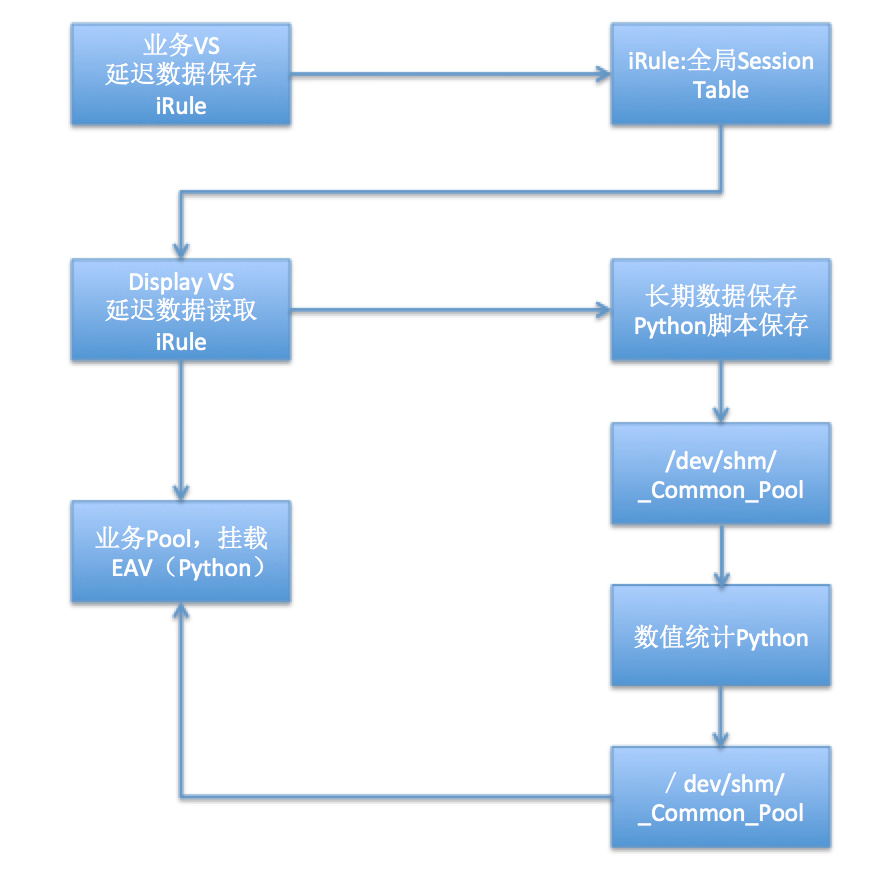 业务VS
延迟数据保存
iRule
iRule:全局Session
Table
Display VS
延迟数据读取
iRule
长期数据保存
Python脚本保存
/dev/shm/
_Common_Pool
业务Pool，挂载
EAV（Python）
数值统计Python
／dev/shm/
_Common_Pool